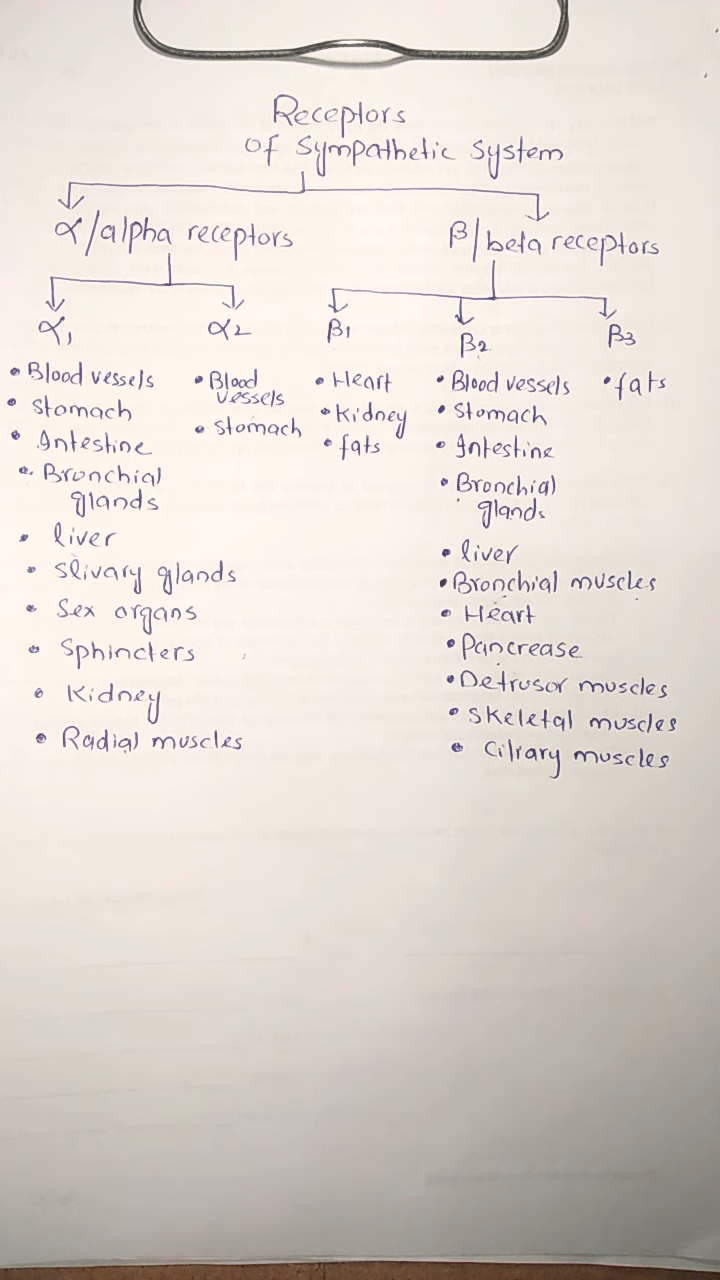 Receptors
of Sympathetic System
α/alpha receptors
β/beta receptors
α1
• Blood vessels
• Stomach
• Intestine
• Bronchial
glands
• liver
• Slivary glands
• Sex organs
• Sphincters
• Kidney
• Radial muscles
α2
• Blood
vessels
• Stomach
β1
• Heart
• Kidney
• fats
β2
• Blood vessels
• Stomach
• Intestine
• Bronchial
glands
• liver
• Bronchial muscles
• Heart
• Pancrease
• Detrusor muscles
• Skeletal muscles
• Cilrary muscles
β3
• fats